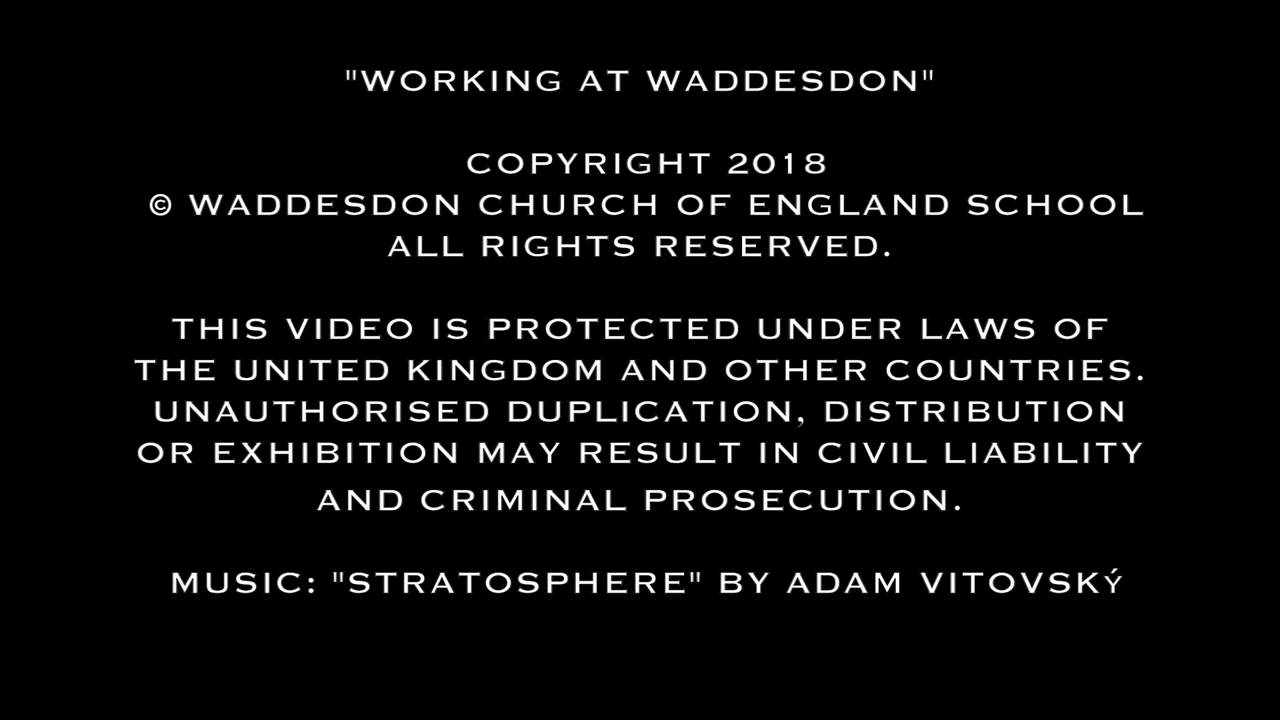 "WORKING AT WADDESDON"
COPYRIGHT 2018
© WADDESDON CHURCH OF ENGLAND SCHOOL
ALL RIGHTS RESERVED.
THIS VIDEO IS PROTECTED UNDER LAWS OF
THE UNITED KINGDOM AND OTHER COUNTRIES.
UNAUTHORISED DUPLICATION, DISTRIBUTION
OR EXHIBITION MAY RESULT IN CIVIL LIABILITY
AND CRIMINAL PROSECUTION.
MUSIC: "STRATOSPHERE" BY ADAM VITOVSKÝ